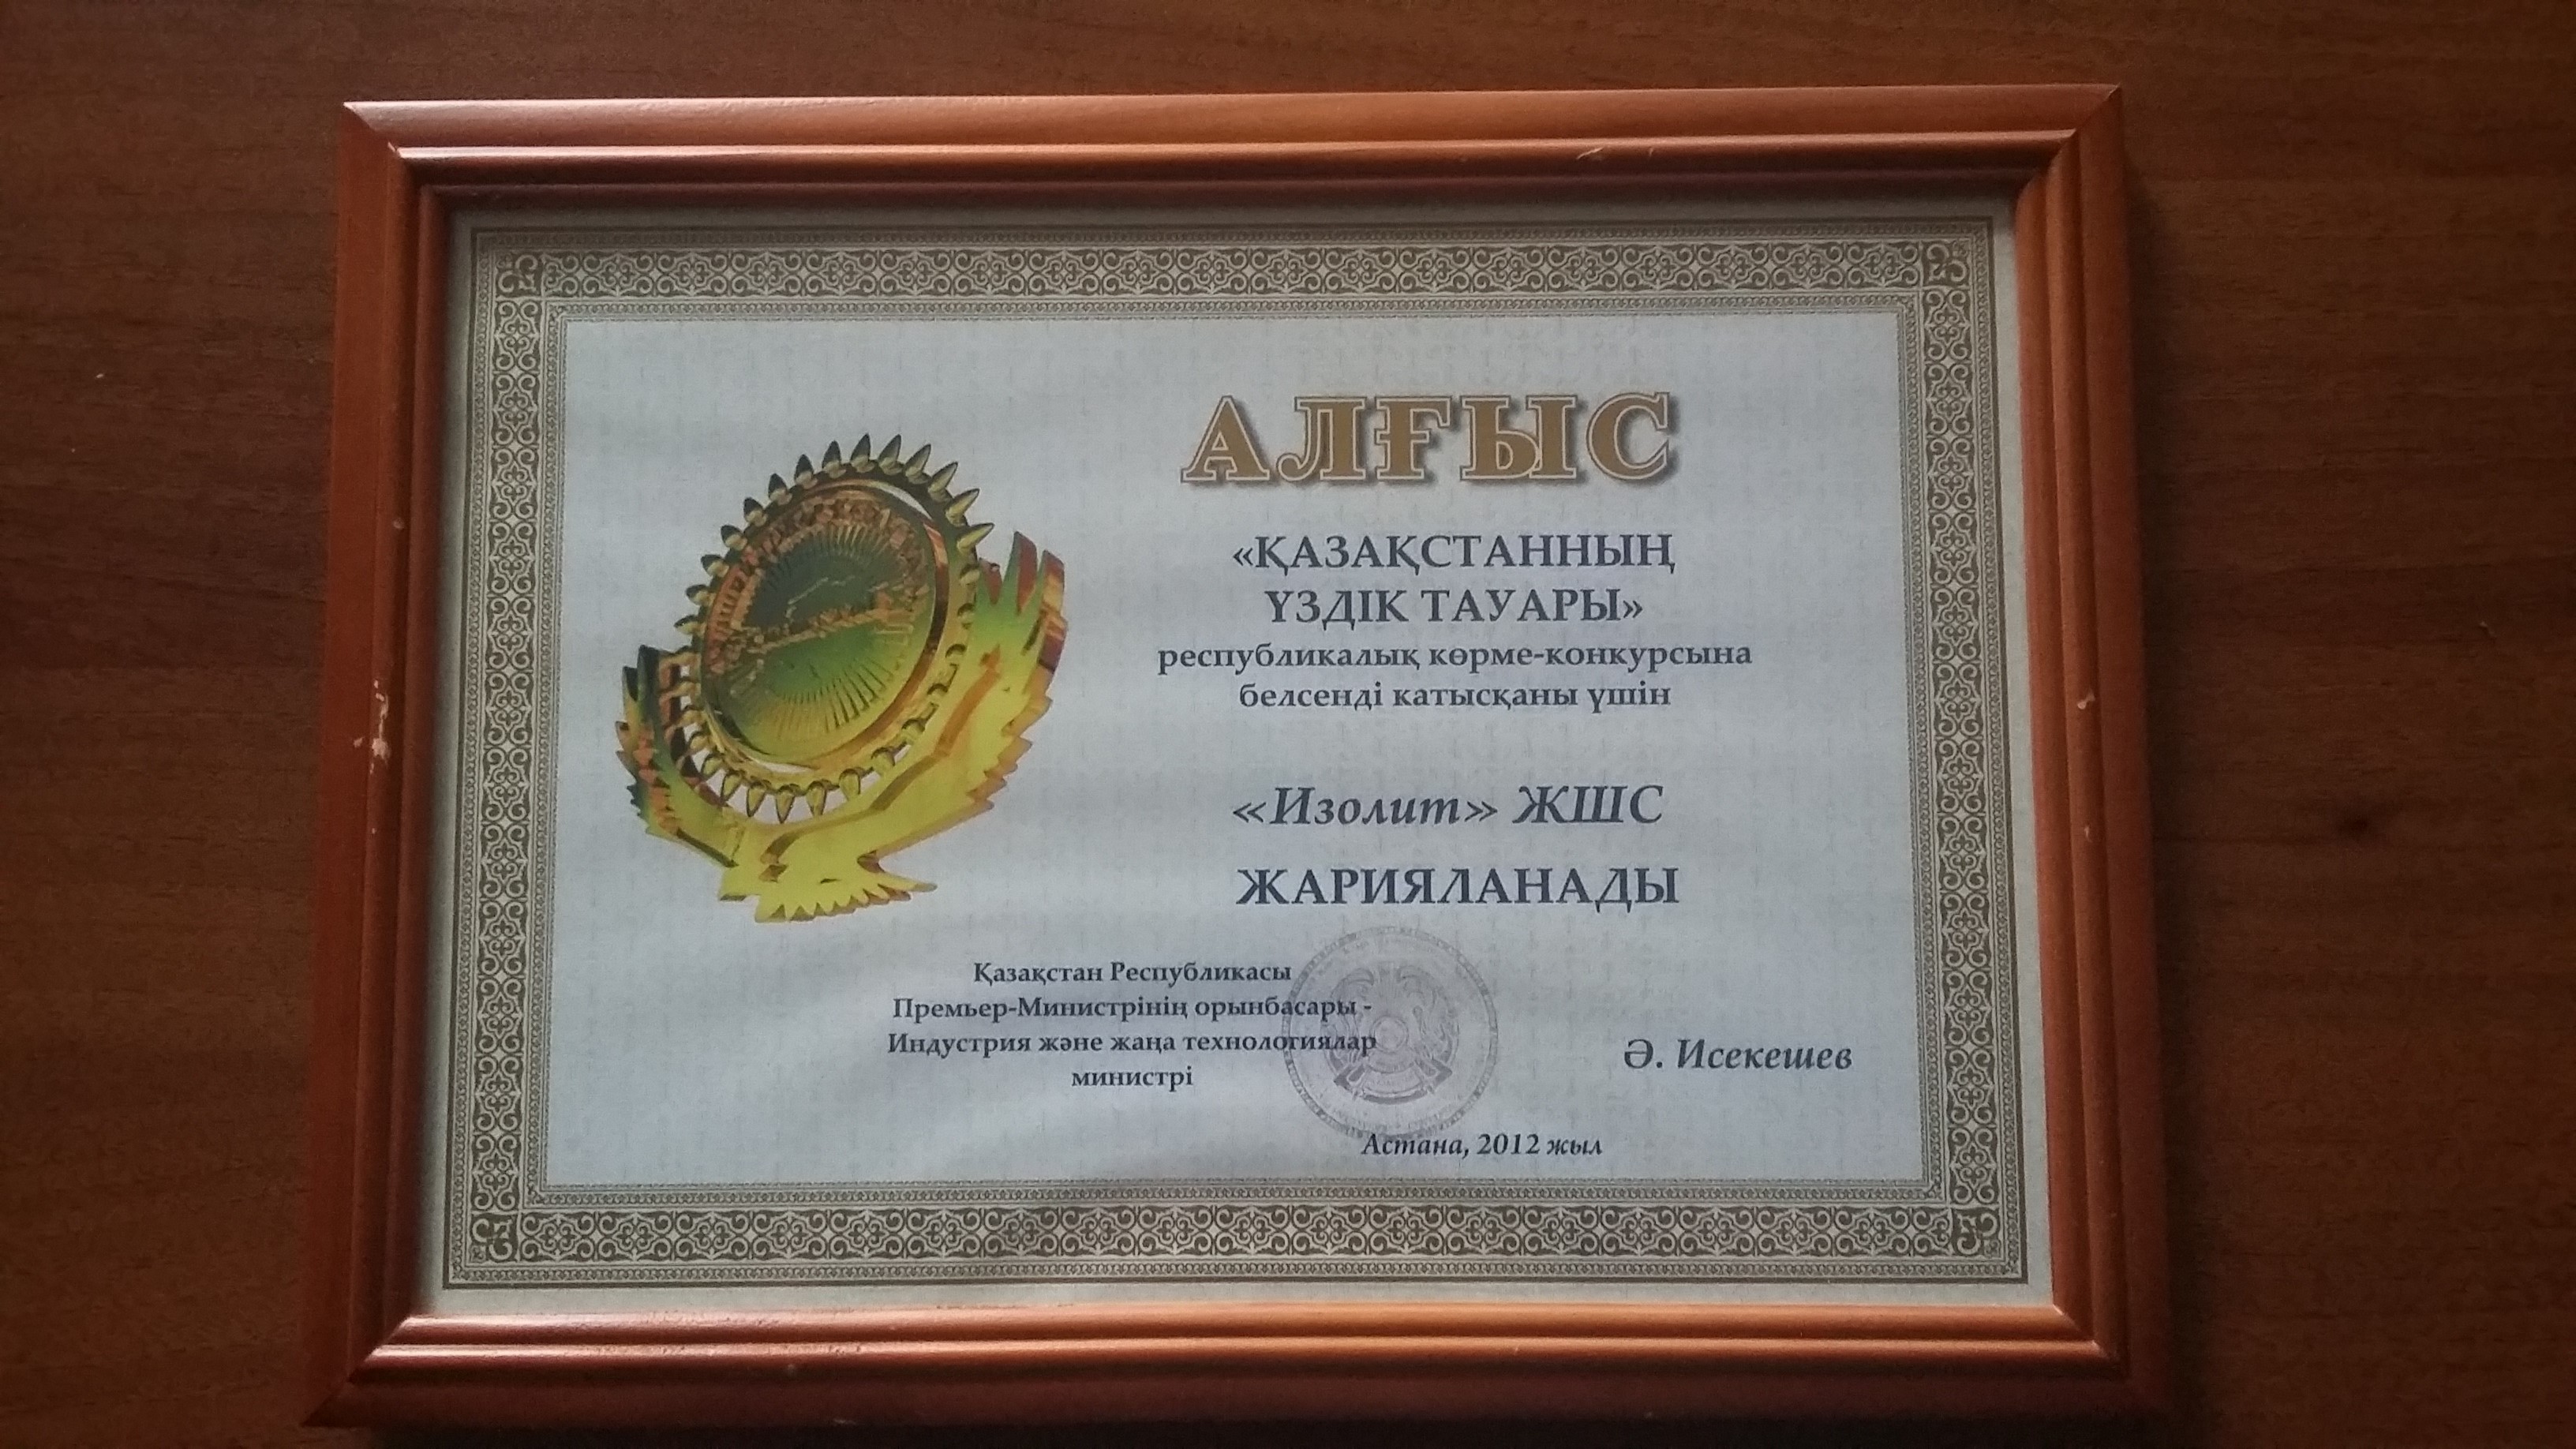 АЛҒЫС
«ҚАЗАҚСТАННЫҢ
ҮЗДІК ТАУАРЫ»
республикалық көрме-конкурсына
белсенді катысқаны үшін
«Изолит» ЖШС
ЖАРИЯЛАНАДЫ
Қазақстан Республикасы
Премьер-Министрінің орынбасары -
Индустрия және жаңа технологиялар
министрі
Ә. Исекешев
Астана, 2012 жыл